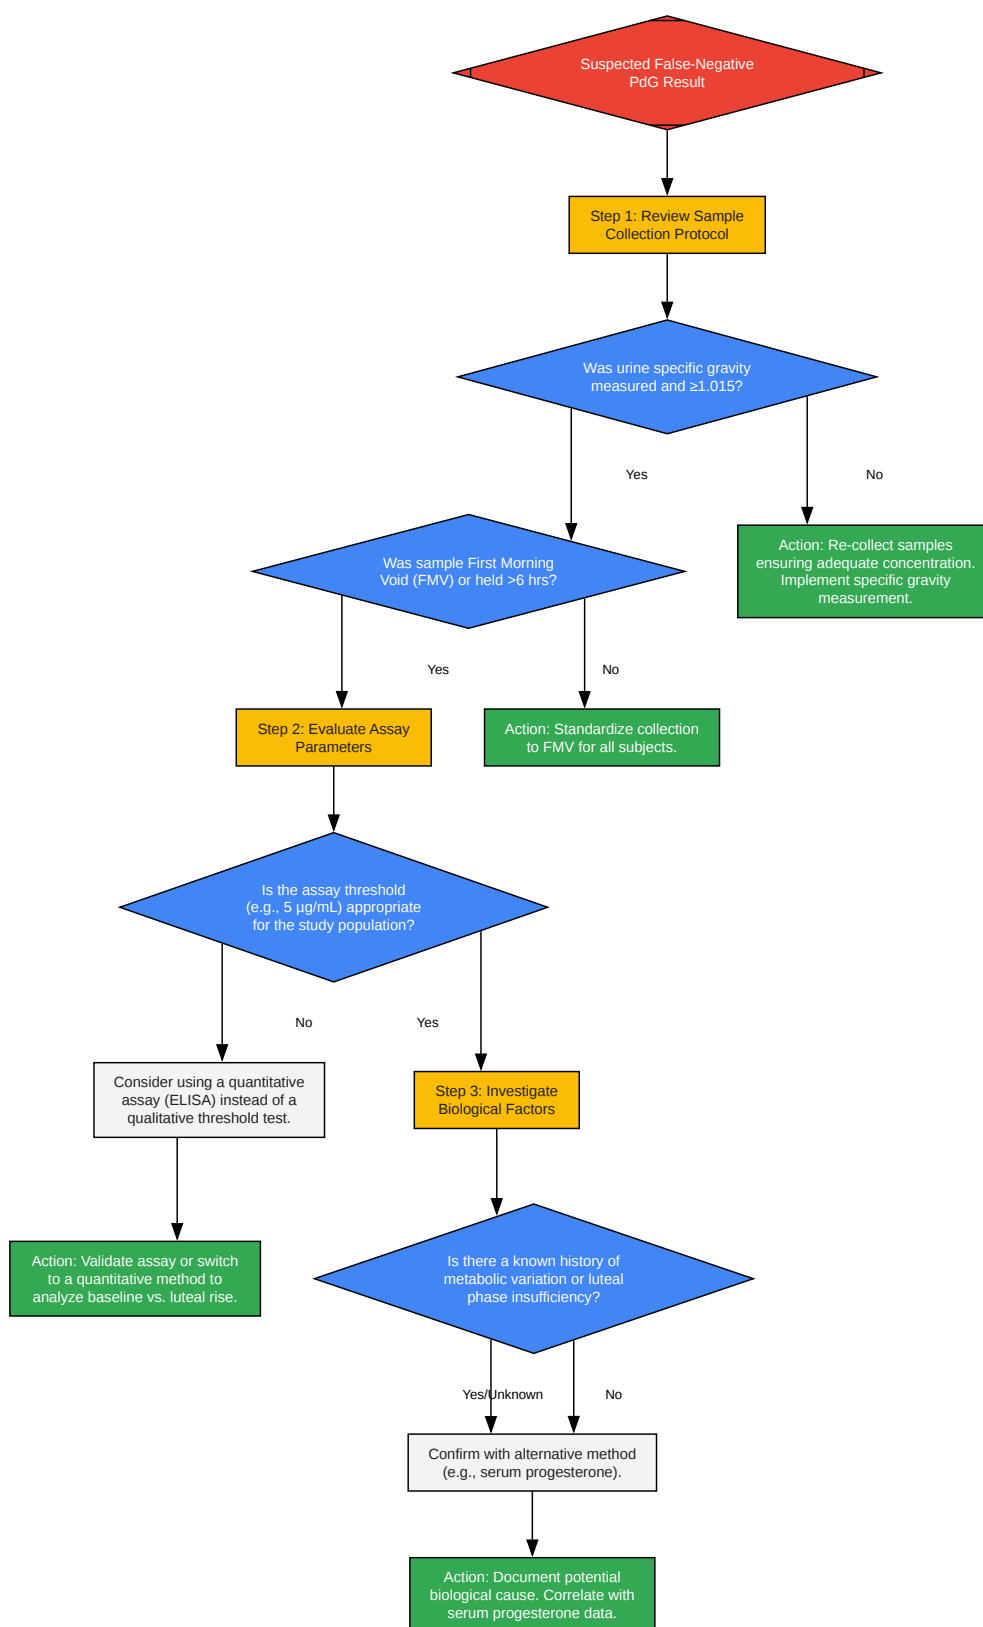 Suspected False-Negative
PdG Result
Step 1: Review Sample
Collection Protocol
Was urine specific gravity
measured and ≥1.015?
Yes
No
Action: Re-collect samples
ensuring adequate concentration.
Implement specific gravity
measurement.
Was sample First Morning
Void (FMV) or held >6 hrs?
Yes
No
Step 2: Evaluate Assay
Parameters
Action: Standardize collection
to FMV for all subjects.
Is the assay threshold
(e.g., 5 µg/mL) appropriate
for the study population?
No
Yes
Consider using a quantitative
assay (ELISA) instead of a
qualitative threshold test.
Step 3: Investigate
Biological Factors
Action: Validate assay or switch
to a quantitative method to
analyze baseline vs. luteal rise.
Is there a known history of
metabolic variation or luteal
phase insufficiency?
Yes/Unknown
No
Confirm with alternative method
(e.g., serum progesterone).
Action: Document potential
biological cause. Correlate with
serum progesterone data.